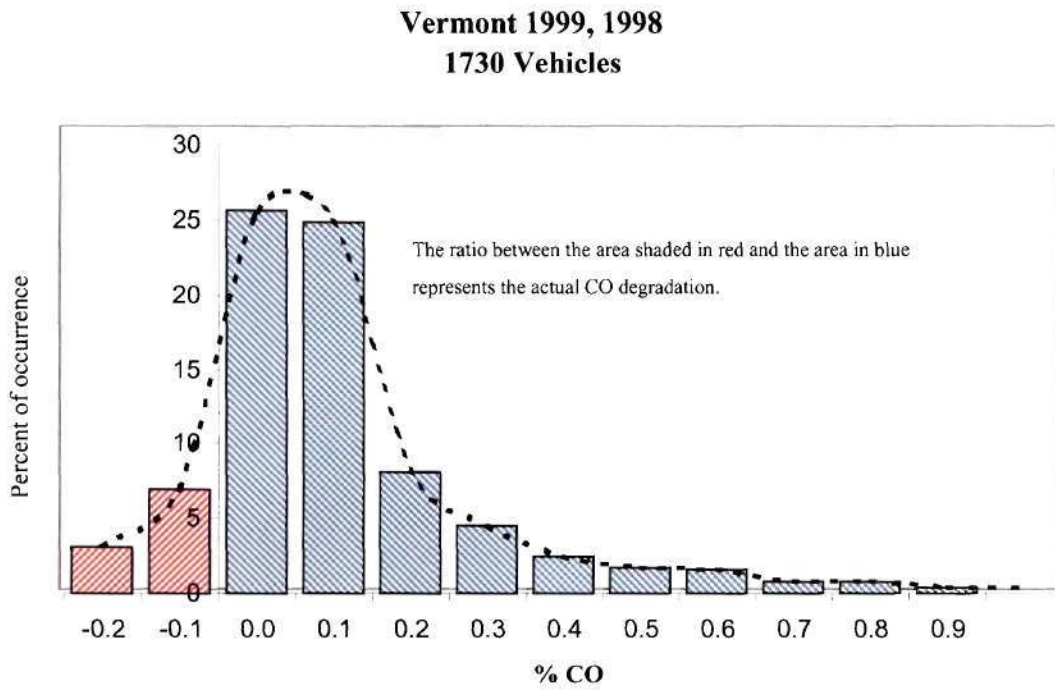 Vermont 1999, 1998
1730 Vehicles
30
25
20
15
10
5
0
Percent of occurrence
The ratio between the area shaded in red and the area in blue
represents the actual CO degradation.
-0.2 -0.1 0.0 0.1 0.2 0.3 0.4 0.5 0.6 0.7 0.8 0.9
% CO